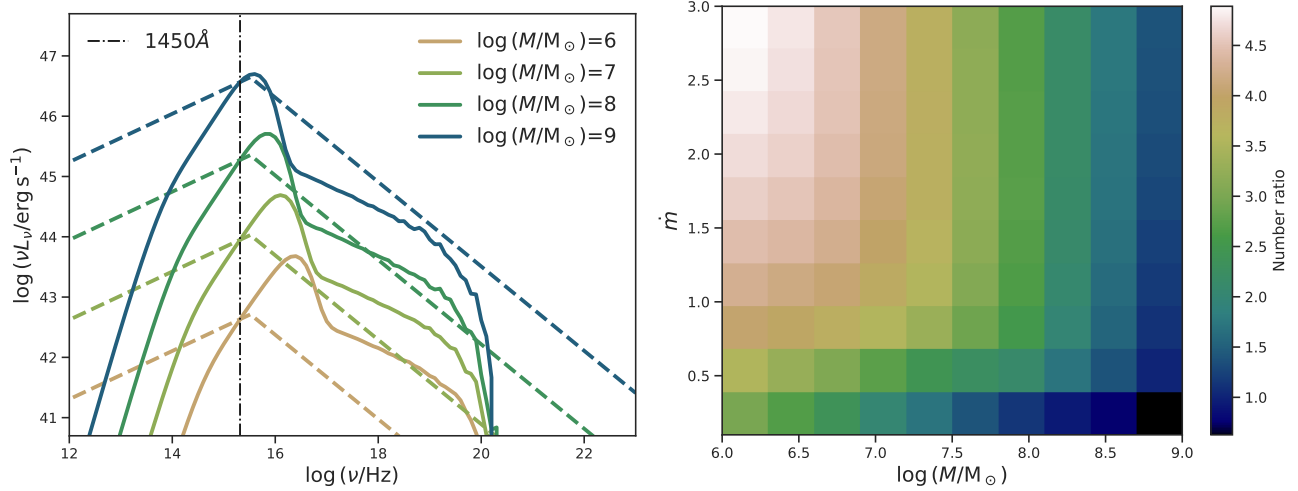 1450Å
log (M/M⊙)=6
log (M/M⊙)=7
log (M/M⊙)=8
log (M/M⊙)=9
log (νLν/erg s⁻¹)
47
46
45
44
43
42
41
12 14 16 18 20 22
log (ν/Hz)
ṁ
3.0
2.5
2.0
1.5
1.0
0.5
6.0 6.5 7.0 7.5 8.0 8.5 9.0
log (M/M⊙)
4.5
4.0
3.5
3.0
2.5
2.0
1.5
1.0
Number ratio